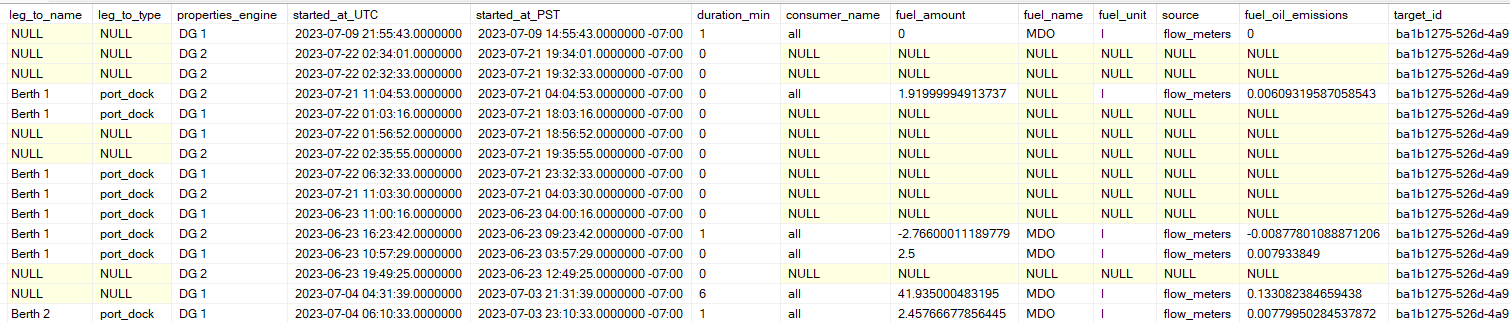 leg_to_name leg_to_type properties_engine started_at_UTC started_at_PST duration_min consumer_name fuel_amount fuel_name fuel_unit source fuel_oil_emissions target_id
NULL NULL DG 1 2023-07-09 21:55:43.0000000 2023-07-09 14:55:43.0000000 -07:00 1 all 0 MDO l flow_meters 0 ba1b1275-526d-4a9
NULL NULL DG 2 2023-07-22 02:34:01.0000000 2023-07-21 19:34:01.0000000 -07:00 0 NULL NULL NULL NULL NULL NULL ba1b1275-526d-4a9
NULL NULL DG 2 2023-07-22 02:32:33.0000000 2023-07-21 19:32:33.0000000 -07:00 0 NULL NULL NULL NULL NULL NULL ba1b1275-526d-4a9
Berth 1 port_dock DG 2 2023-07-21 11:04:53.0000000 2023-07-21 04:04:53.0000000 -07:00 0 all 1.91999994913737 NULL l flow_meters 0.00609319587058543 ba1b1275-526d-4a9
Berth 1 port_dock DG 1 2023-07-22 01:03:16.0000000 2023-07-21 18:03:16.0000000 -07:00 0 NULL NULL NULL NULL NULL NULL ba1b1275-526d-4a9
NULL NULL DG 1 2023-07-22 01:56:52.0000000 2023-07-21 18:56:52.0000000 -07:00 0 NULL NULL NULL NULL NULL NULL ba1b1275-526d-4a9
NULL NULL DG 2 2023-07-22 02:35:55.0000000 2023-07-21 19:35:55.0000000 -07:00 0 NULL NULL NULL NULL NULL NULL ba1b1275-526d-4a9
Berth 1 port_dock DG 1 2023-07-22 06:32:33.0000000 2023-07-21 23:32:33.0000000 -07:00 0 NULL NULL NULL NULL NULL NULL ba1b1275-526d-4a9
Berth 1 port_dock DG 2 2023-07-21 11:03:30.0000000 2023-07-21 04:03:30.0000000 -07:00 0 NULL NULL NULL NULL NULL NULL ba1b1275-526d-4a9
Berth 1 port_dock DG 1 2023-06-23 11:00:16.0000000 2023-06-23 04:00:16.0000000 -07:00 0 NULL NULL NULL NULL NULL NULL ba1b1275-526d-4a9
Berth 1 port_dock DG 2 2023-06-23 16:23:42.0000000 2023-06-23 09:23:42.0000000 -07:00 1 all -2.76600011189779 MDO l flow_meters -0.00877801088871206 ba1b1275-526d-4a9
Berth 1 port_dock DG 1 2023-06-23 10:57:29.0000000 2023-06-23 03:57:29.0000000 -07:00 0 all 2.5 MDO l flow_meters 0.007933849 ba1b1275-526d-4a9
NULL NULL DG 2 2023-06-23 19:49:25.0000000 2023-06-23 12:49:25.0000000 -07:00 0 NULL NULL NULL NULL NULL NULL ba1b1275-526d-4a9
NULL NULL DG 1 2023-07-04 04:31:39.0000000 2023-07-03 21:31:39.0000000 -07:00 6 all 41.935000483195 MDO l flow_meters 0.133082384659438 ba1b1275-526d-4a9
Berth 2 port_dock DG 1 2023-07-04 06:10:33.0000000 2023-07-03 23:10:33.0000000 -07:00 1 all 2.45766677856445 MDO l flow_meters 0.00779950284537872 ba1b1275-526d-4a9